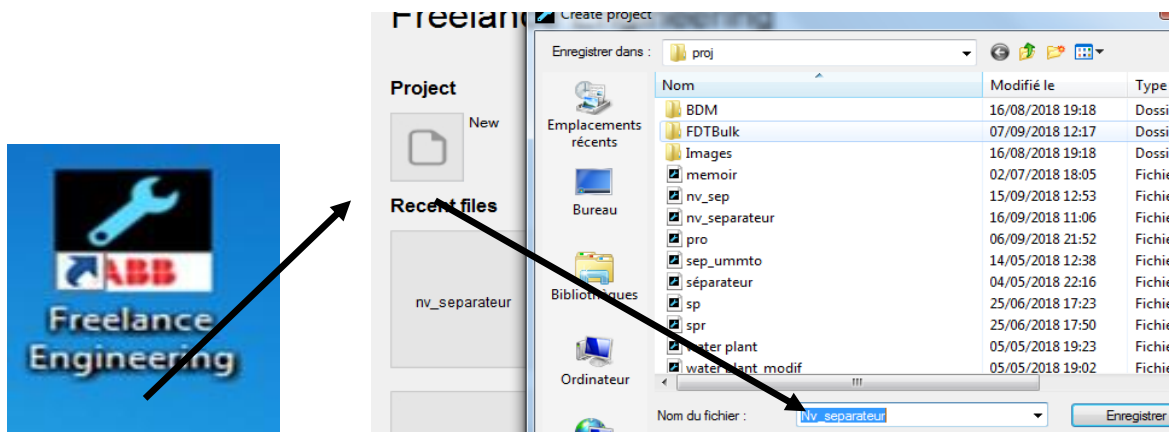 ABB
Freelance
Engineering
Freelance Engineering
Project
New
Recent files
nv_separateur
Create project
Enregistrer dans :
proj
Emplacements
récents
Bureau
Bibliothèques
Ordinateur
Nom Modifié le Type
BDM 16/08/2018 19:18 Dossi
FDTBulk 07/09/2018 12:17 Dossi
Images 16/08/2018 19:18 Dossi
memoir 02/07/2018 18:05 Fichie
nv_sep 15/09/2018 12:53 Fichie
nv_separateur 16/09/2018 11:06 Fichie
pro 06/09/2018 21:52 Fichie
sep_ummto 14/05/2018 12:38 Fichie
séparateur 04/05/2018 22:16 Fichie
sp 25/06/2018 17:23 Fichie
spr 25/06/2018 17:50 Fichie
water plant 05/05/2018 19:23 Fichie
water plant_modif 05/05/2018 19:02 Fichie
Nom du fichier : Nv_separateur Enregistrer